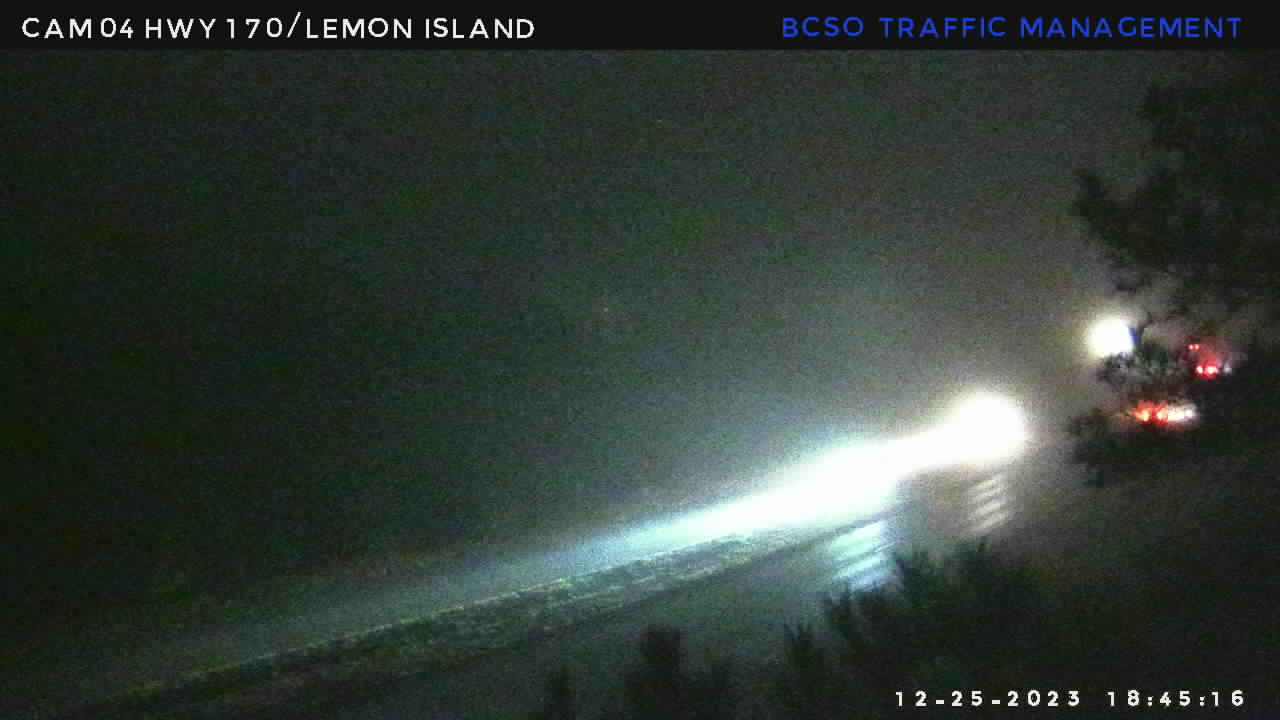 CAM04 HWY 170/LEMON ISLAND
BCSO TRAFFIC MANAGEMENT
12-25-2023 18:45:16